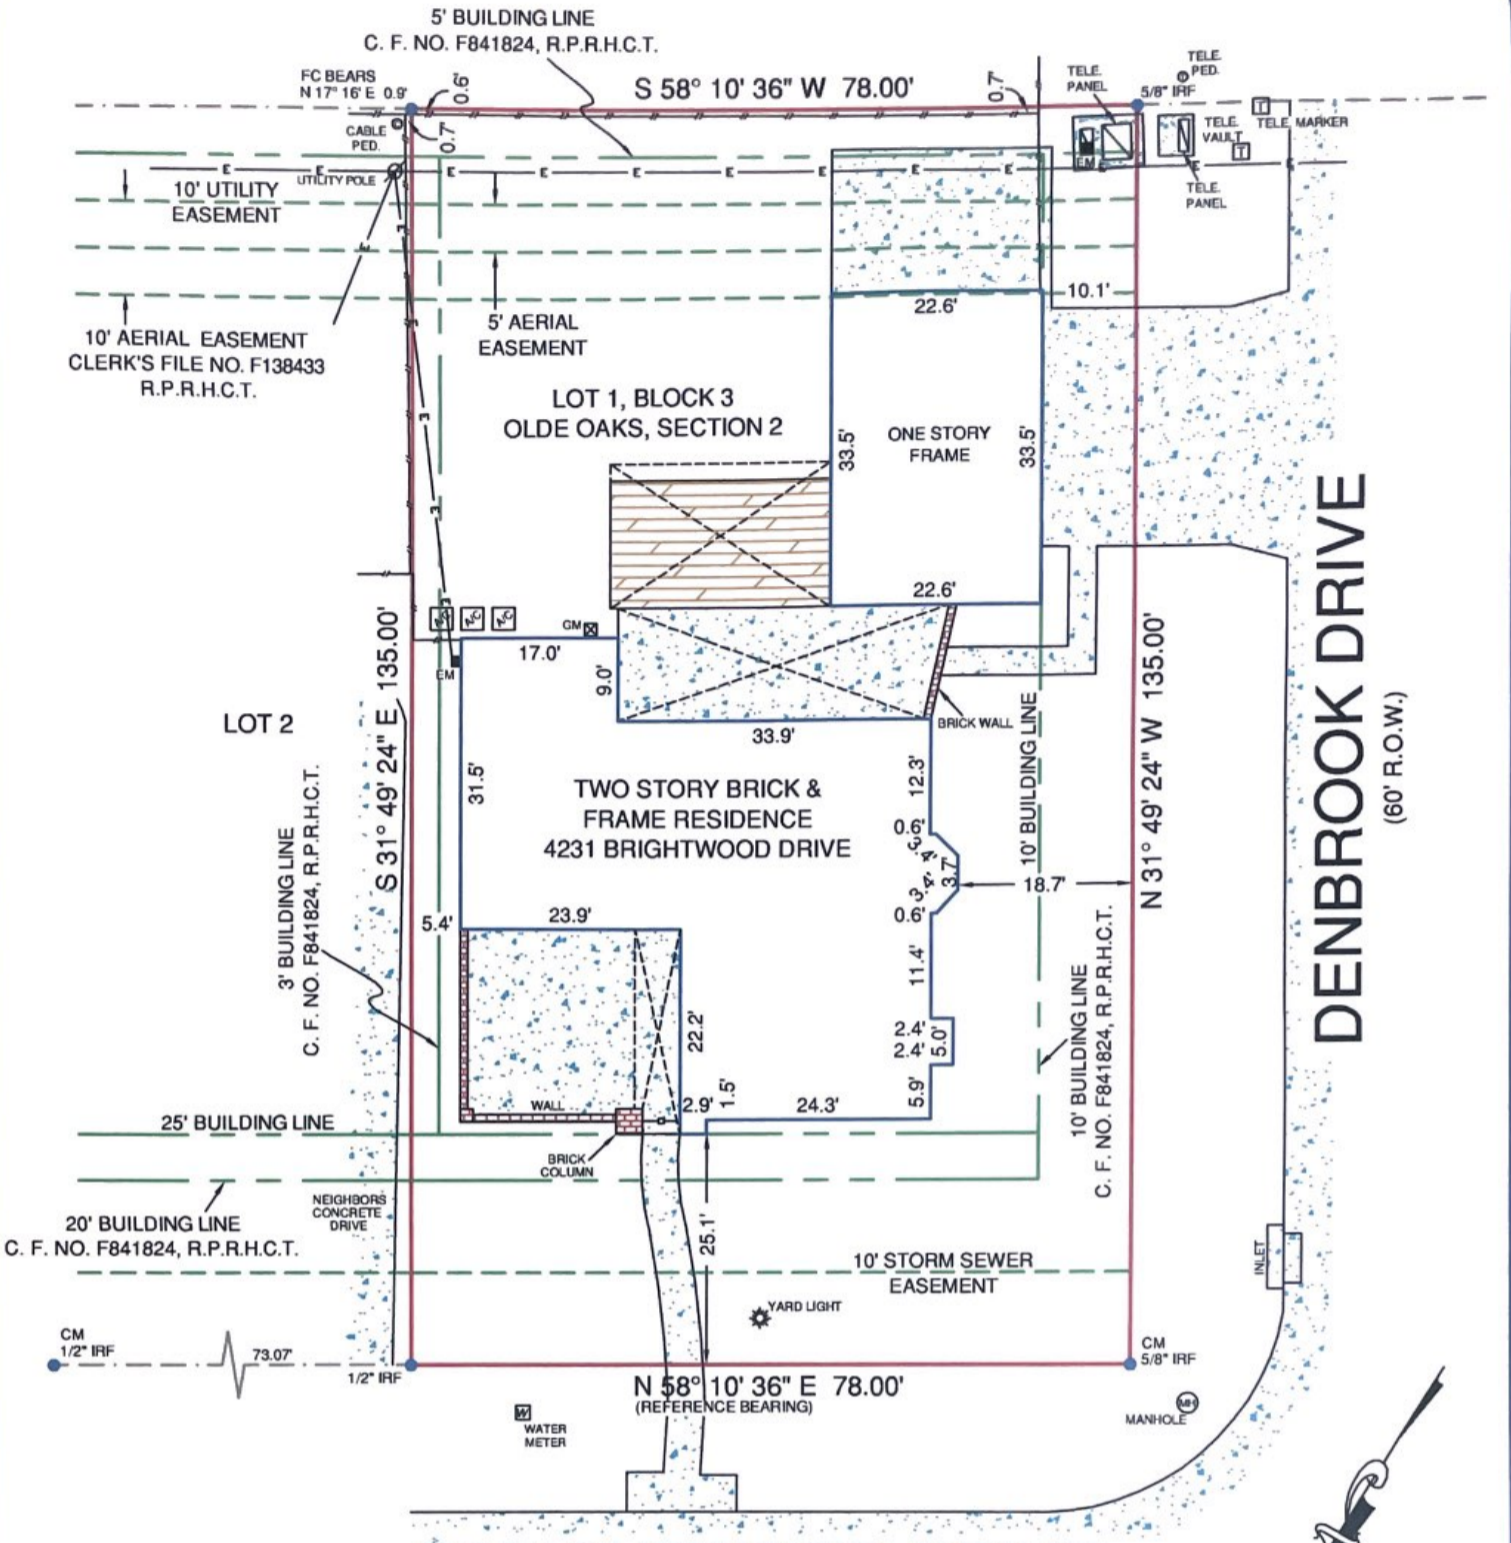 5' BUILDING LINE
C. F. NO. F841824, R.P.R.H.C.T.
FC BEARS
N 17° 16' E 0.9'
0.6'
S 58° 10' 36" W 78.00'
0.7'
TELE.
PANEL
TELE.
PED.
5/8" IRF
T
TELE. MARKER
TELE.
VAULT
T
CABLE
PED.
0.7'
EM
TELE.
PANEL
E E E E E E E E E
UTILITY POLE
10' UTILITY
EASEMENT
10.1'
22.6'
5' AERIAL
EASEMENT
10' AERIAL EASEMENT
CLERK'S FILE NO. F138433
R.P.R.H.C.T.
LOT 1, BLOCK 3
OLDE OAKS, SECTION 2
33.5'
ONE STORY
FRAME
33.5'
22.6'
A/C A/C A/C
GM
17.0'
EM
9.0'
S 31° 49' 24" E 135.00'
N 31° 49' 24" W 135.00'
DENBROOK DRIVE
(60' R.O.W.)
LOT 2
BRICK WALL
33.9'
10' BUILDING LINE
31.5'
TWO STORY BRICK &
FRAME RESIDENCE
4231 BRIGHTWOOD DRIVE
12.3'
0.6'
3.4'
3.7'
3.4'
0.6'
18.7'
3' BUILDING LINE
C. F. NO. F841824, R.P.R.H.C.T.
5.4'
23.9'
11.4'
10' BUILDING LINE
C. F. NO. F841824, R.P.R.H.C.T.
22.2'
2.4'
2.4'
5.0'
5.9'
WALL
2.9'
1.5'
24.3'
25' BUILDING LINE
BRICK
COLUMN
NEIGHBORS
CONCRETE
DRIVE
20' BUILDING LINE
C. F. NO. F841824, R.P.R.H.C.T.
25.1'
10' STORM SEWER
EASEMENT
INLET
YARD LIGHT
CM
1/2" IRF
73.07'
1/2" IRF
CM
5/8" IRF
N 58° 10' 36" E 78.00'
(REFERENCE BEARING)
W
WATER
METER
MANHOLE
MH